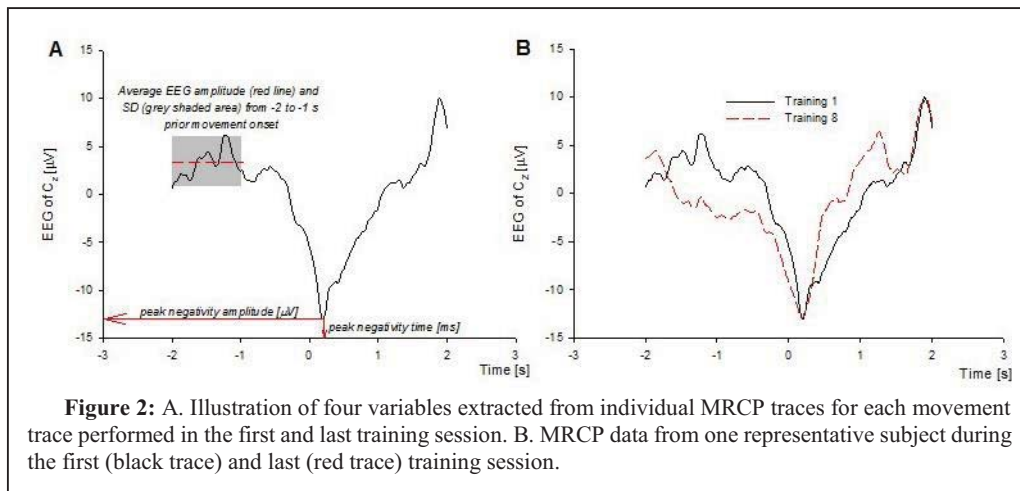 A
B
15
10
5
0
-5
-10
-15
EEG of Cz [µV]
Average EEG amplitude (red line) and
SD (grey shaded area) from -2 to -1 s
prior movement onset
peak negativity amplitude [µV]
peak negativity time [ms]
-3
-2
-1
0
1
2
3
Time [s]
15
10
5
0
-5
-10
-15
EEG of Cz [µV]
Training 1
Training 8
-3
-2
-1
0
1
2
3
Time [s]
Figure 2: A. Illustration of four variables extracted from individual MRCP traces for each movement
trace performed in the first and last training session. B. MRCP data from one representative subject during
the first (black trace) and last (red trace) training session.